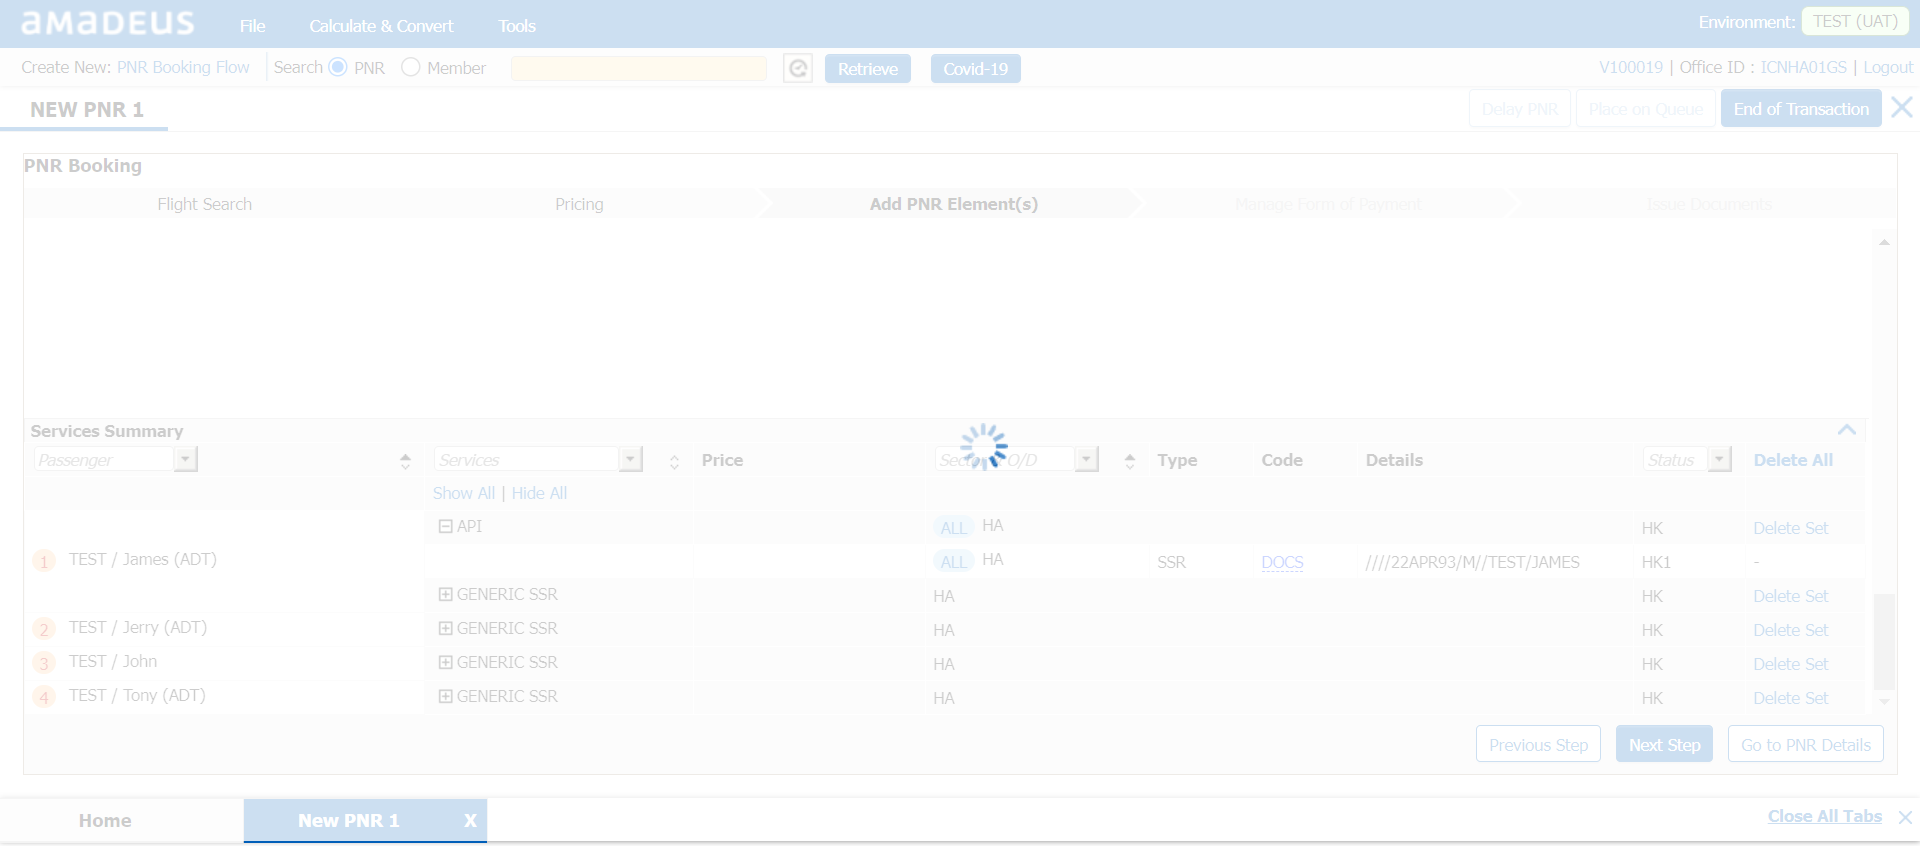 aMaDEUS File Calculate & Convert Tools Environment: TEST (UAT)
Create New: PNR Booking Flow Search PNR Member Retrieve Covid-19 V100019 | Office ID : ICNHA01GS | Logout
NEW PNR 1 Delay PNR Place on Queue End of Transaction
PNR Booking
Flight Search Pricing Add PNR Element(s) Manage Form of Payment Issue Documents
Services Summary
Passenger Services Price O/D Type Code Details Status Delete All
Show All | Hide All
API ALL HA HK Delete Set
1 TEST / James (ADT) ALL HA SSR DOCS ////22APR93/M//TEST/JAMES HK1 -
GENERIC SSR HA HK Delete Set
2 TEST / Jerry (ADT) GENERIC SSR HA HK Delete Set
3 TEST / John GENERIC SSR HA HK Delete Set
4 TEST / Tony (ADT) GENERIC SSR HA HK Delete Set
Previous Step Next Step Go to PNR Details
Home New PNR 1 X Close All Tabs